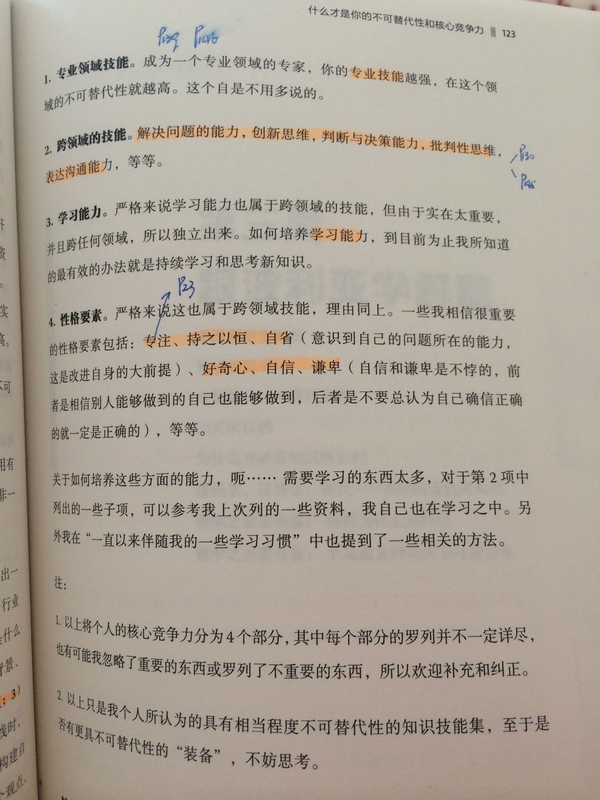 什么才是你的不可替代性和核心竞争力 ||| 123
1. 专业领域技能。成为一个专业领域的专家，你的专业技能越强，在这个领
域的不可替代性就越高。这个自是不用多说的。
2. 跨领域的技能。解决问题的能力，创新思维，判断与决策能力，批判性思维，
表达沟通能力，等等。
3. 学习能力。严格来说学习能力也属于跨领域的技能，但由于实在太重要，
并且跨任何领域，所以独立出来。如何培养学习能力，到目前为止我所知道
的最有效的办法就是持续学习和思考新知识。
P23
4. 性格要素。严格来说这也属于跨领域技能，理由同上。一些我相信很重要
的性格要素包括：专注、持之以恒、自省（意识到自己的问题所在的能力，
这是改进自身的大前提）、好奇心、自信、谦卑（自信和谦卑是不悖的，前
者是相信别人能够做到的自己也能够做到，后者是不要总认为自己确信正确
的就一定是正确的），等等。
关于如何培养这些方面的能力，呃…… 需要学习的东西太多，对于第 2 项中
列出的一些子项，可以参考我上次列的一些资料，我自己也在学习之中。另
外我在“一直以来伴随我的一些学习习惯”中也提到了一些相关的方法。
注：
1. 以上将个人的核心竞争力分为 4 个部分，其中每个部分的罗列并不一定详尽，
也有可能我忽略了重要的东西或罗列了不重要的东西，所以欢迎补充和纠正。
2. 以上只是我个人所认为的具有相当程度不可替代性的知识技能集，至于是
否有更具不可替代性的“装备”，不妨思考。